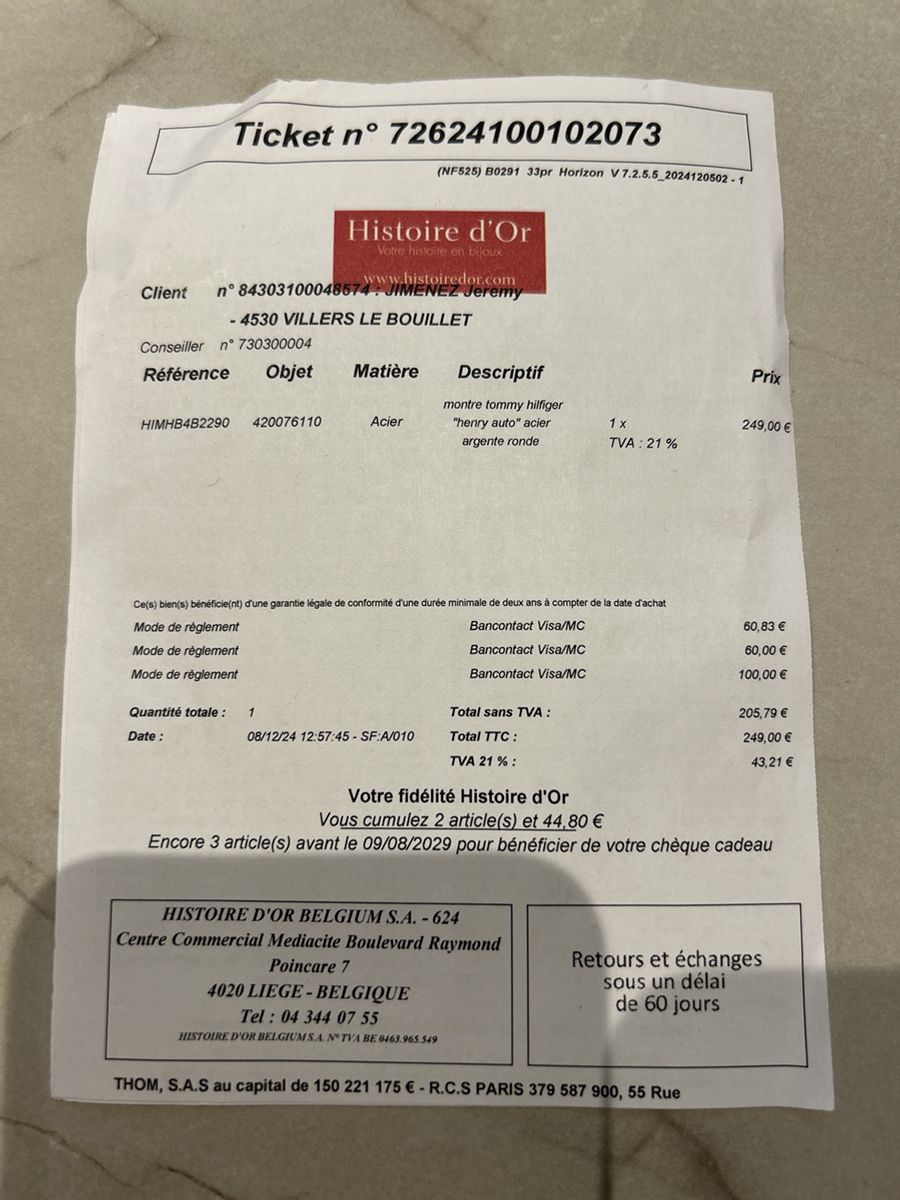 Ticket n° 72624100102073
(NF525) B0291 33pr Horizon V 7.2.5.5_2024120502 - 1
Histoire d'Or
Votre histoire en bijoux
www.histoiredor.com
Client n° 84303100048574 : JIMENEZ Jeremy
- 4530 VILLERS LE BOUILLET
Conseiller n° 730300004
Référence Objet Matière Descriptif Prix
montre tommy hilfiger
HIMHB4B2290 420076110 Acier "henry auto" acier 1 x 249,00 €
argente ronde TVA : 21 %
Ce(s) bien(s) bénéficie(nt) d'une garantie légale de conformité d'une durée minimale de deux ans à compter de la date d'achat
Mode de règlement Bancontact Visa/MC 60,83 €
Mode de règlement Bancontact Visa/MC 60,00 €
Mode de règlement Bancontact Visa/MC 100,00 €
Quantité totale : 1 Total sans TVA : 205,79 €
Date : 08/12/24 12:57:45 - SF:A/010 Total TTC : 249,00 €
TVA 21 % : 43,21 €
Votre fidélité Histoire d'Or
Vous cumulez 2 article(s) et 44,80 €
Encore 3 article(s) avant le 09/08/2029 pour bénéficier de votre chèque cadeau
HISTOIRE D'OR BELGIUM S.A. - 624
Centre Commercial Mediacite Boulevard Raymond
Poincare 7
4020 LIEGE - BELGIQUE
Tel : 04 344 07 55
HISTOIRE D'OR BELGIUM S.A. N° TVA BE 0463.965.549
Retours et échanges
sous un délai
de 60 jours
THOM, S.A.S au capital de 150 221 175 € - R.C.S PARIS 379 587 900, 55 Rue